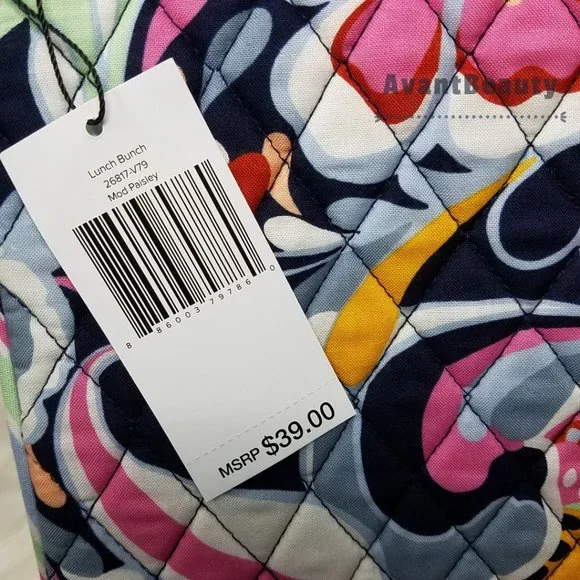 AvantBeauty
Lunch Bunch
26817-V79
Mod Paisley
8 86003 79786 0
MSRP $39.00